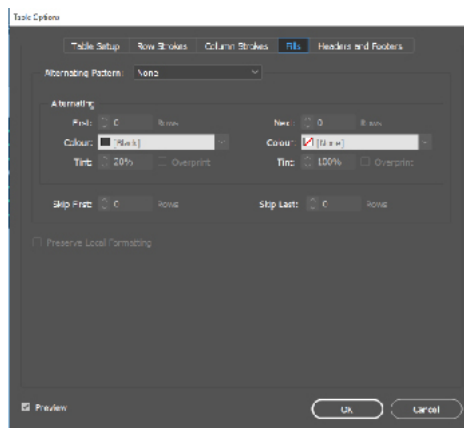 Table Options
Table Setup Row Strokes Column Strokes Fills Headers and Footers
Alternating Pattern: None
Alternating
First: 0 Rows Next: 0 Rows
Colour: [Black] Colour: [None]
Tint: 20% Overprint Tint: 100% Overprint
Skip First: 0 Rows Skip Last: 0 Rows
Preserve Local Formatting
Preview OK Cancel